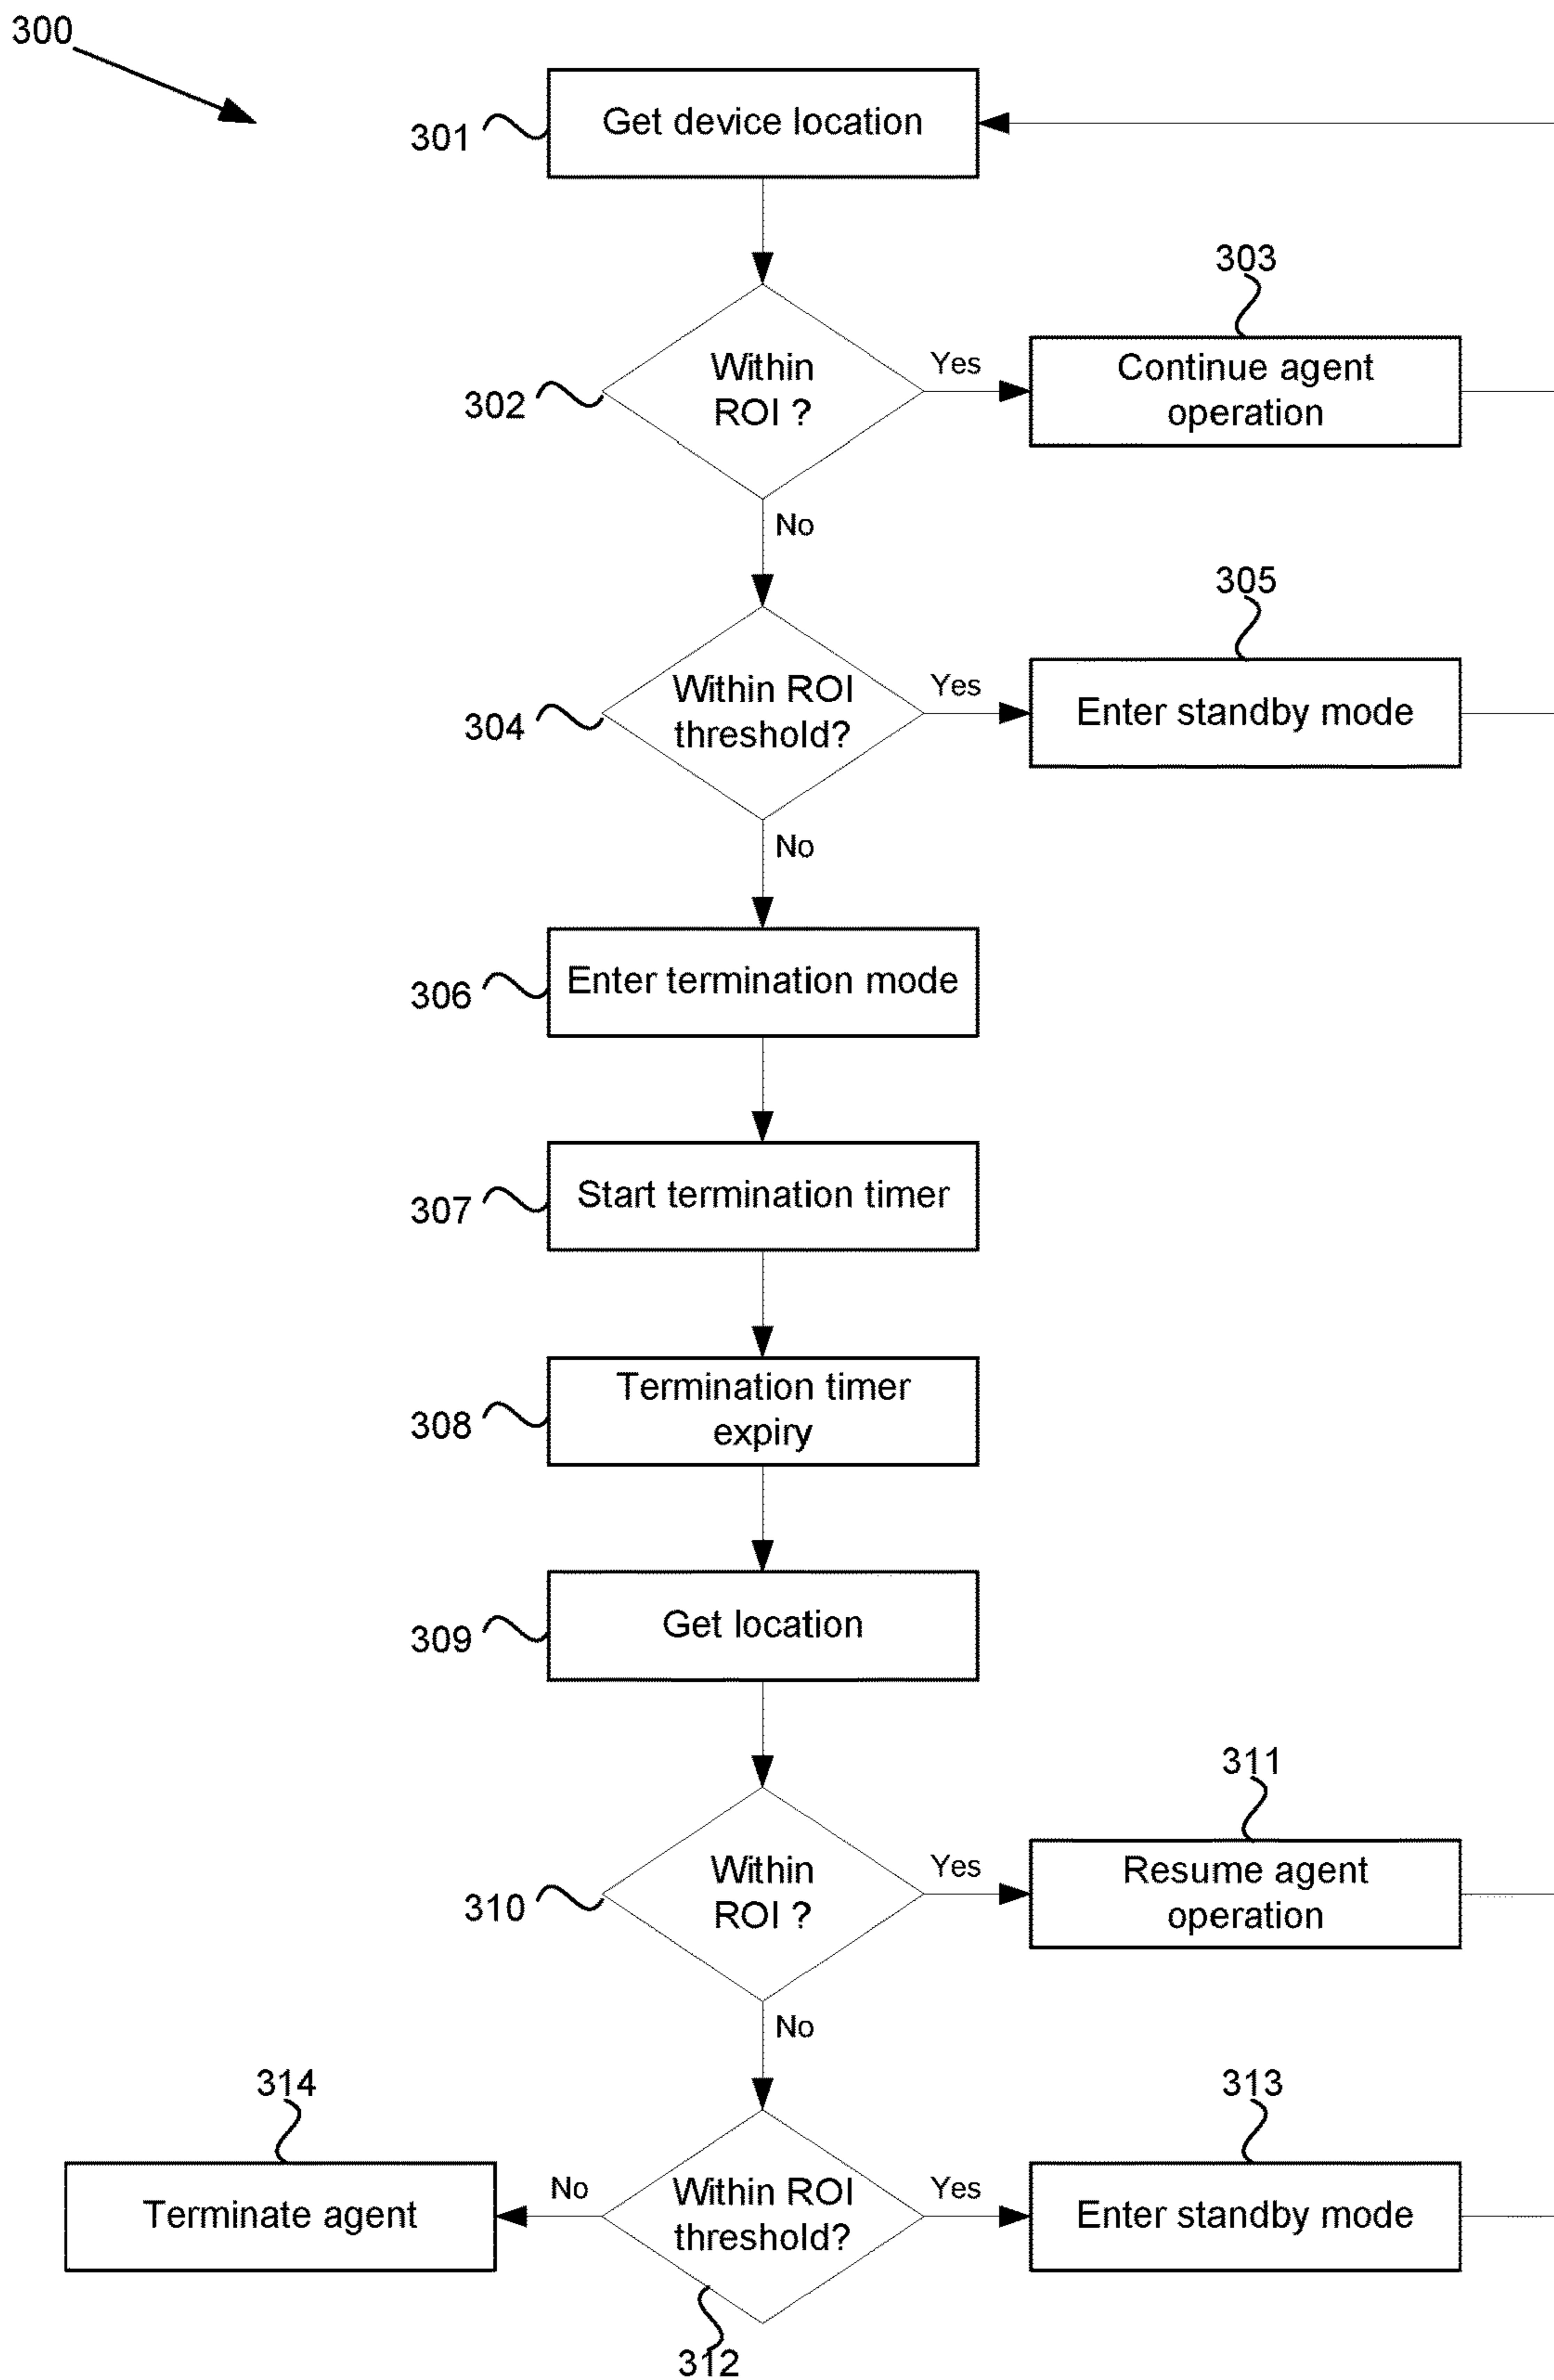 300
301
Get device location
303
302
Within
ROI ?
Yes
Continue agent
operation
No
305
304
Within ROI
threshold?
Yes
Enter standby mode
No
306
Enter termination mode
307
Start termination timer
308
Termination timer
expiry
309
Get location
311
310
Within
ROI ?
Yes
Resume agent
operation
No
314
313
Terminate agent
No
Within ROI
threshold?
Yes
Enter standby mode
312